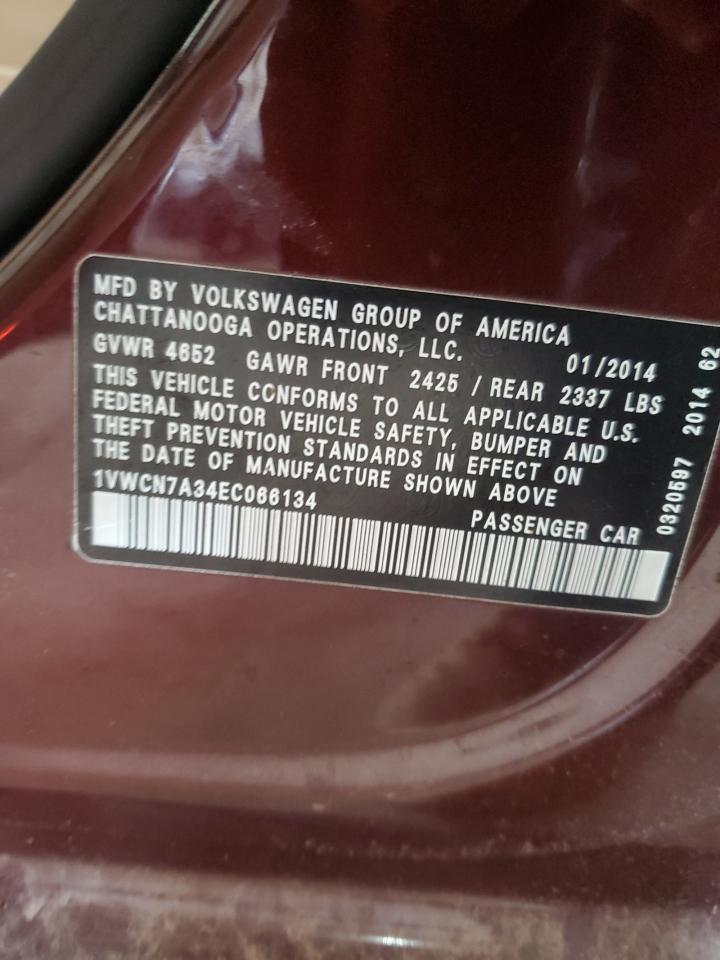 MFD BY VOLKSWAGEN GROUP OF AMERICA
CHATTANOOGA OPERATIONS, LLC.
01/2014
GVWR 4652 GAWR FRONT 2425 / REAR 2337 LBS
THIS VEHICLE CONFORMS TO ALL APPLICABLE U.S.
FEDERAL MOTOR VEHICLE SAFETY, BUMPER AND
THEFT PREVENTION STANDARDS IN EFFECT ON
THE DATE OF MANUFACTURE SHOWN ABOVE
1VWCN7A34EC066134
PASSENGER CAR
0320597 2014 62